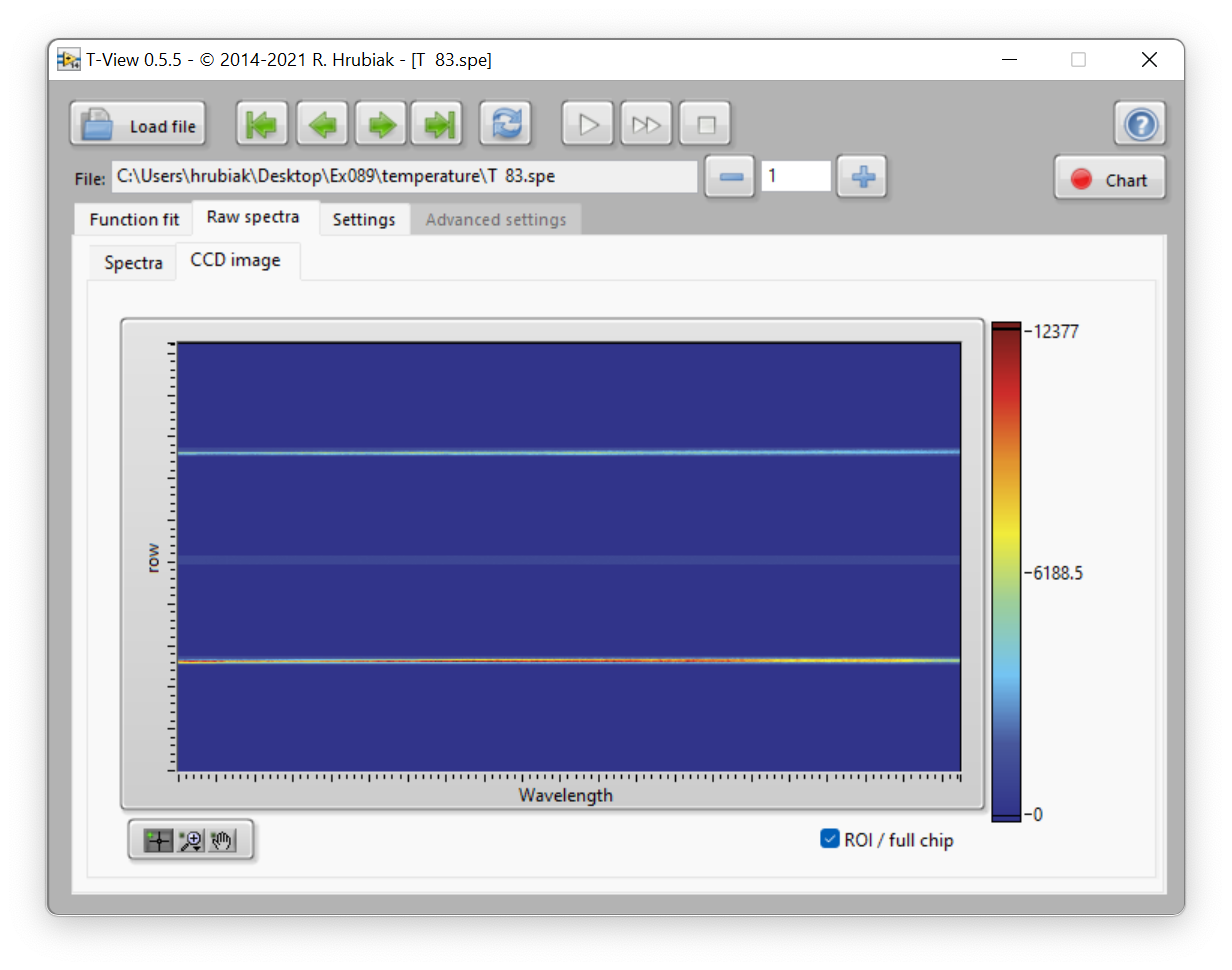 T-View 0.5.5 - © 2014-2021 R. Hrubiak - [T  83.spe]
Load file
File: C:\Users\hrubiak\Desktop\Ex089\temperature\T  83.spe 1 Chart
Function fit Raw spectra Settings Advanced settings
Spectra CCD image
-12377
row
-6188.5
-0
Wavelength
ROI / full chip